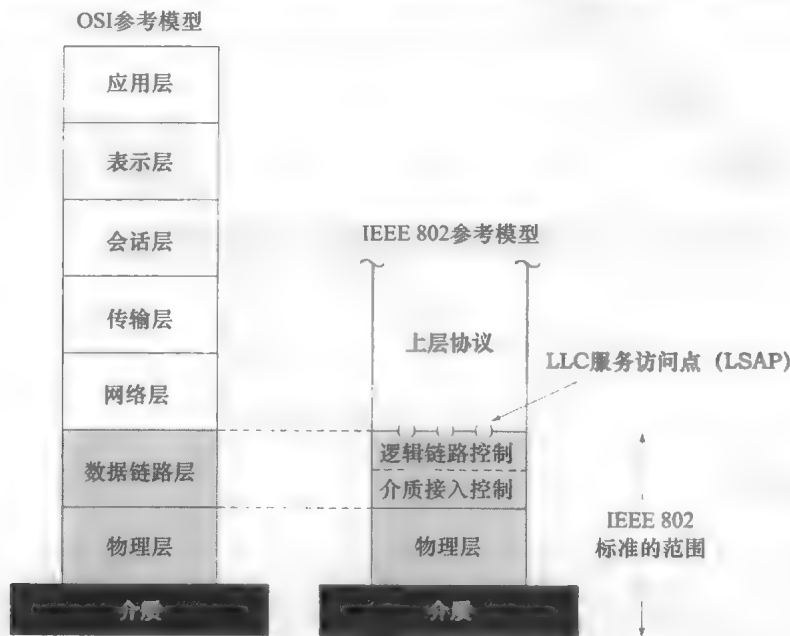 OSI参考模型
应用层
表示层
会话层
传输层
网络层
数据链路层
物理层
介质
IEEE 802参考模型
上层协议
LLC服务访问点（LSAP）
逻辑链路控制
介质接入控制
物理层
介质
IEEE 802
标准的范围